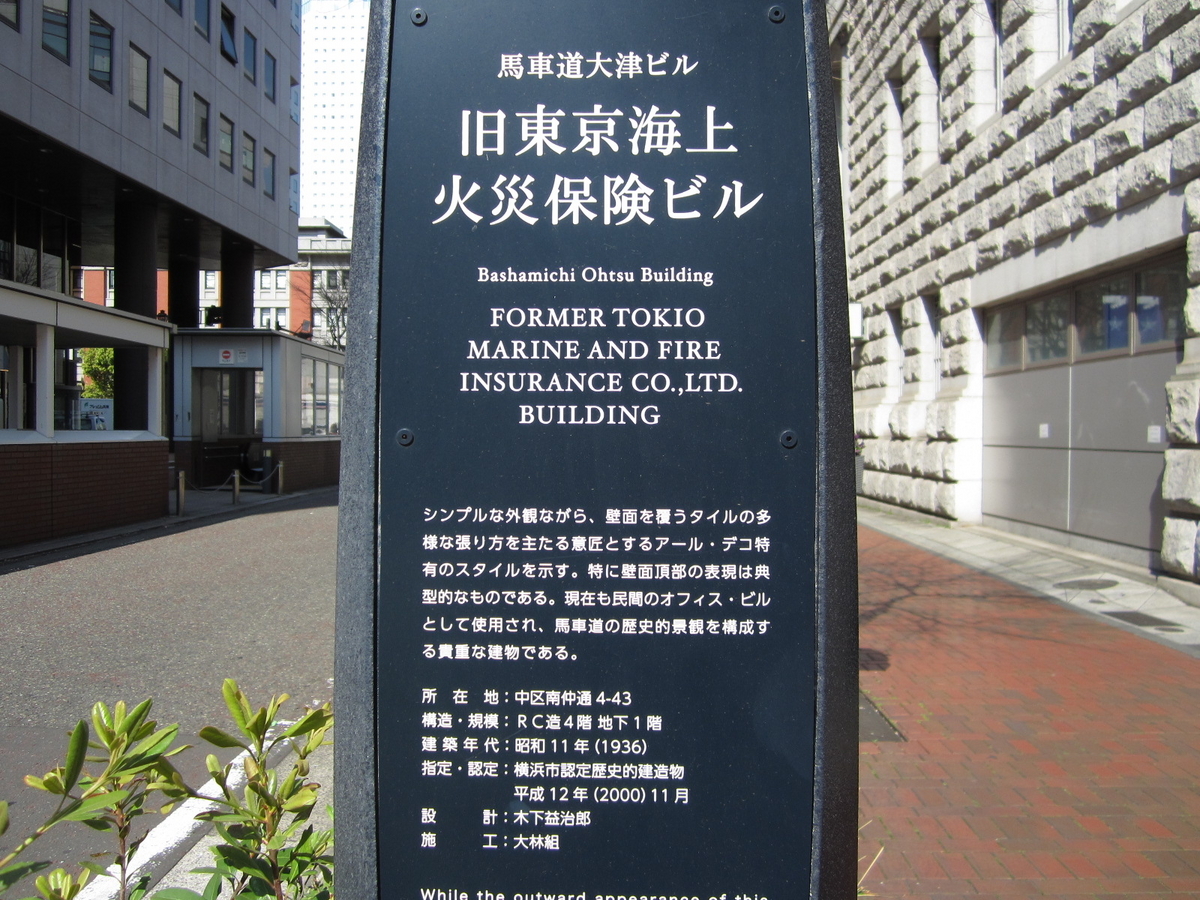 馬車道大津ビル
旧東京海上
火災保険ビル
Bashamichi Ohtsu Building
FORMER TOKIO
MARINE AND FIRE
INSURANCE CO.,LTD.
BUILDING
シンプルな外観ながら、壁面を覆うタイルの多
様な張り方を主たる意匠とするアール・デコ特
有のスタイルを示す。特に壁面頂部の表現は典
型的なものである。現在も民間のオフィス・ビル
として使用され、馬車道の歴史的景観を構成す
る貴重な建物である。
所在地：中区南仲通 4-43
構造・規模：ＲＣ造４階 地下１階
建築年代：昭和 11 年 (1936)
指定・認定：横浜市認定歴史的建造物
平成 12 年 (2000) 11 月
設計：木下益治郎
施工：大林組
While the outward appearance of this